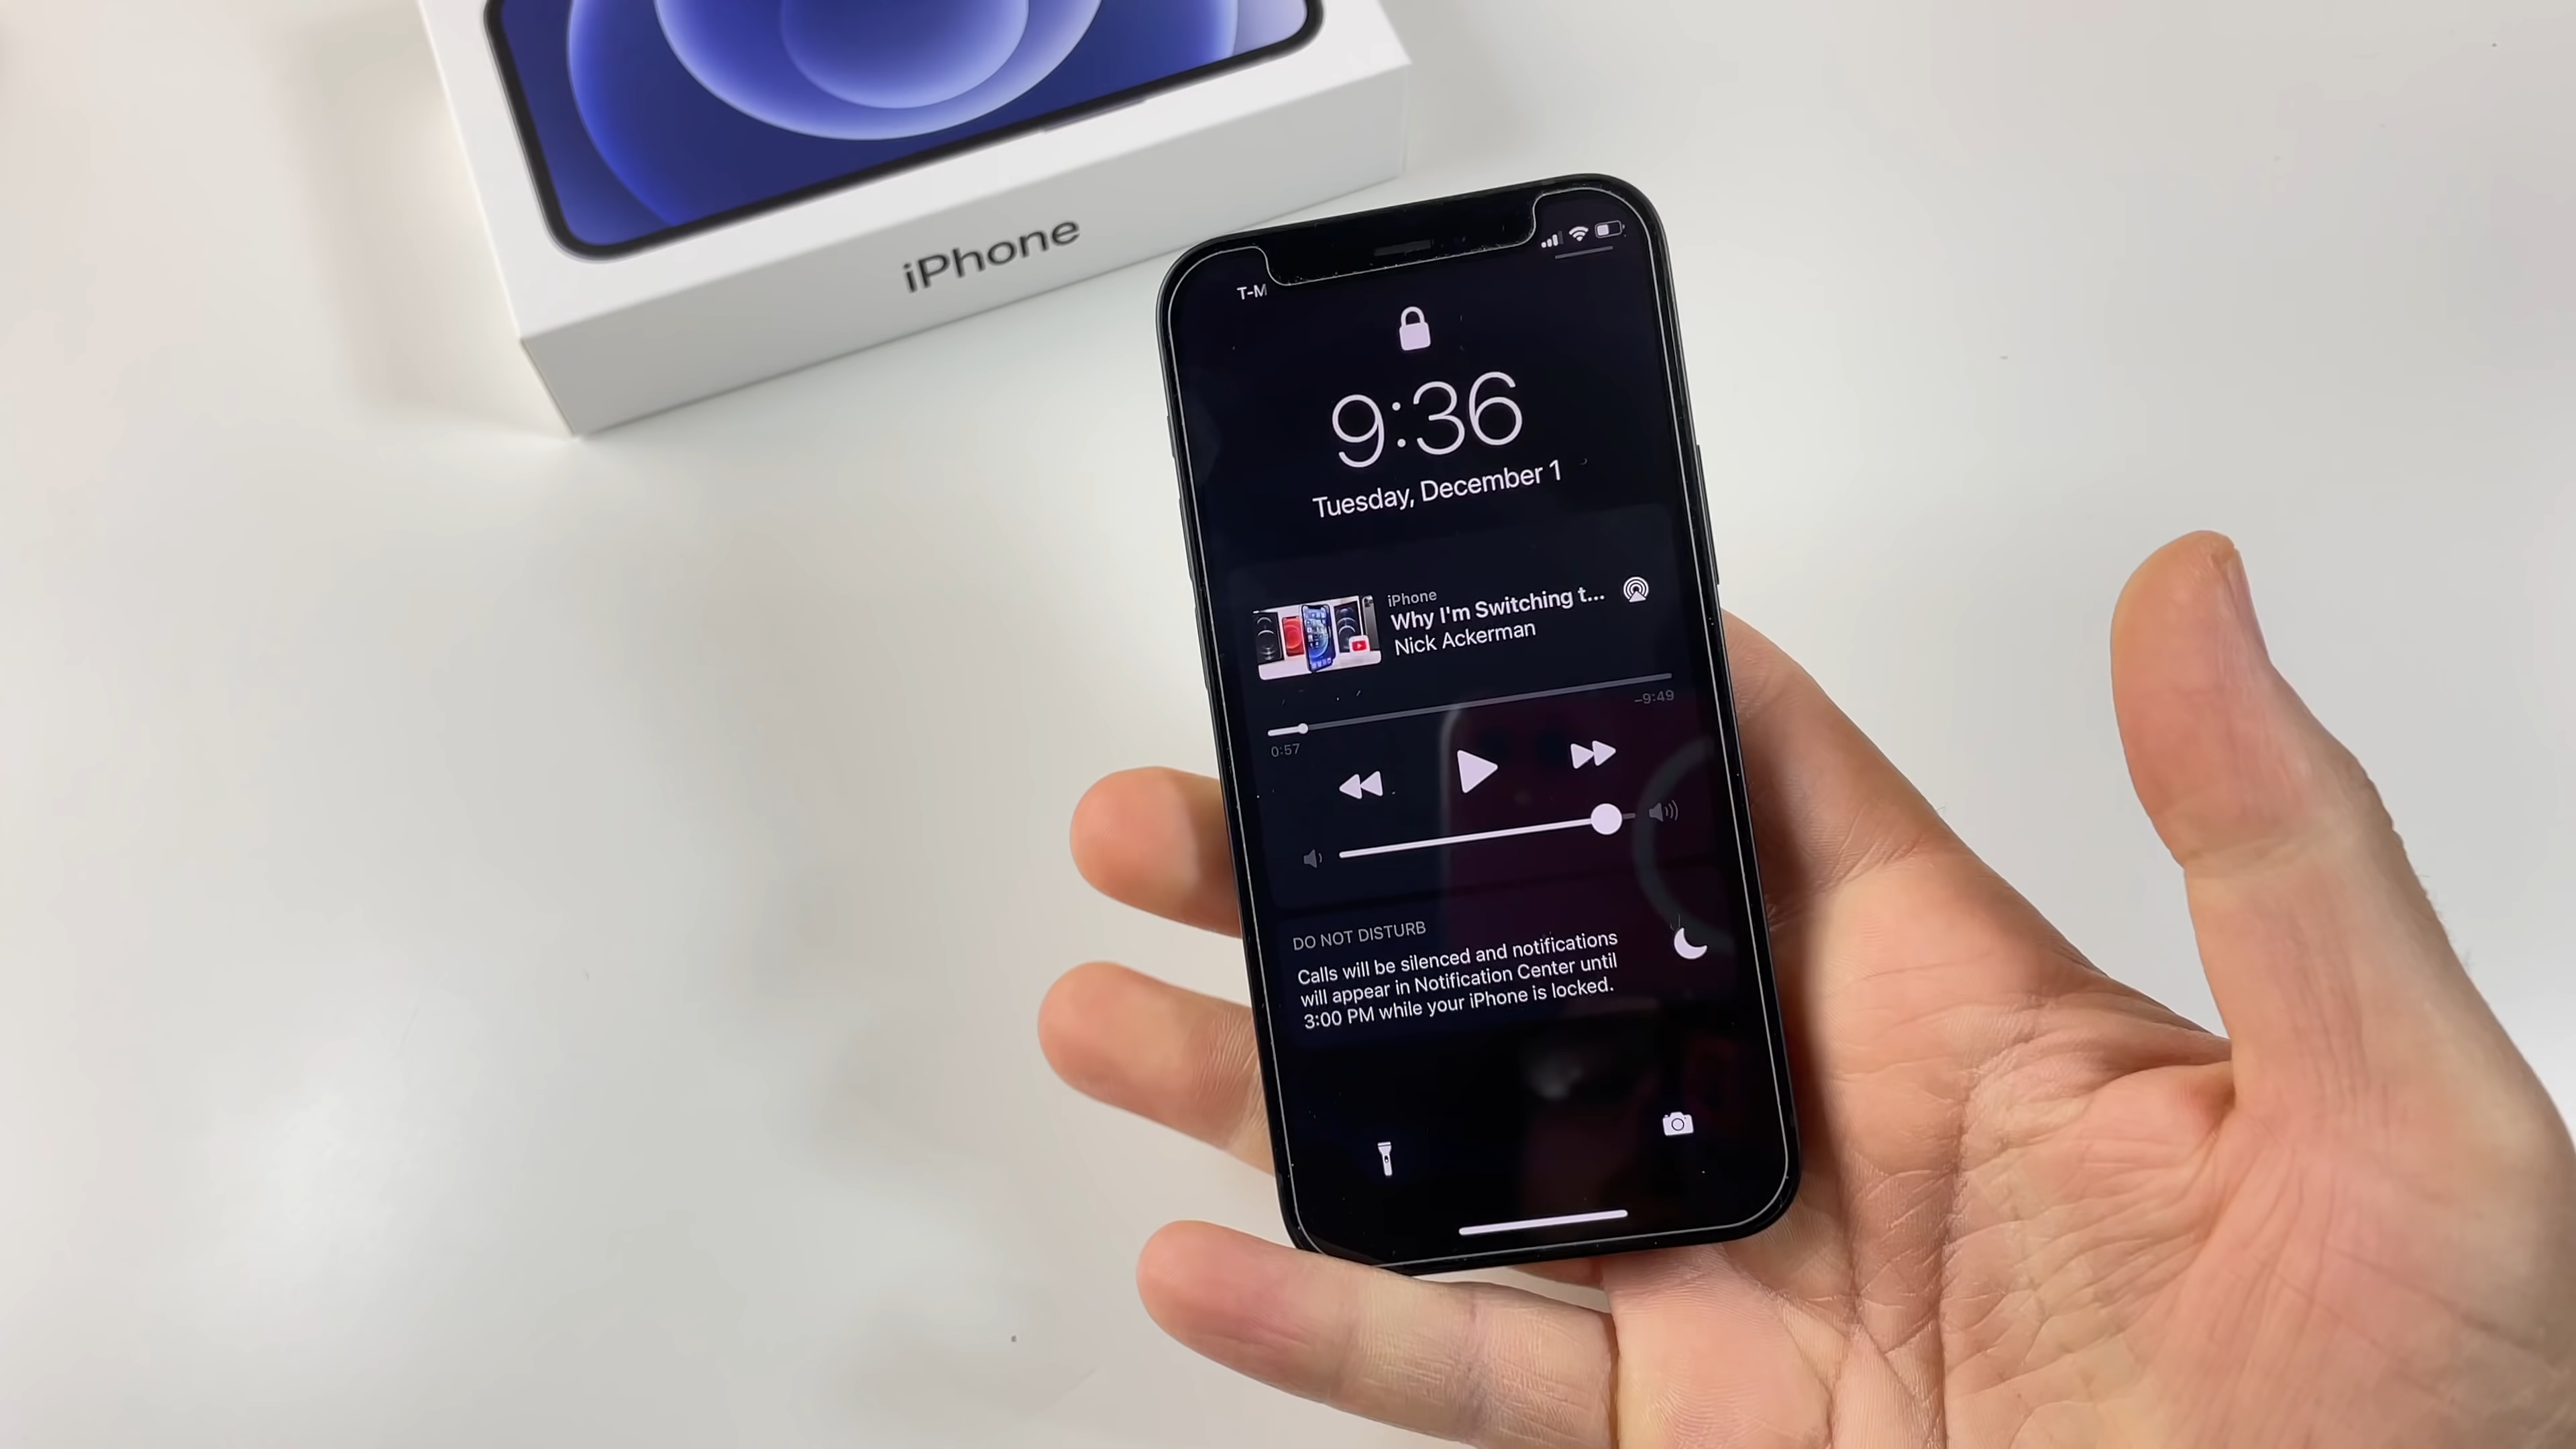 iPhone
T-M
9:36
Tuesday, December 1
iPhone
Why I'm Switching t...
Nick Ackerman
0:57
-9:49
DO NOT DISTURB
Calls will be silenced and notifications
will appear in Notification Center until
3:00 PM while your iPhone is locked.